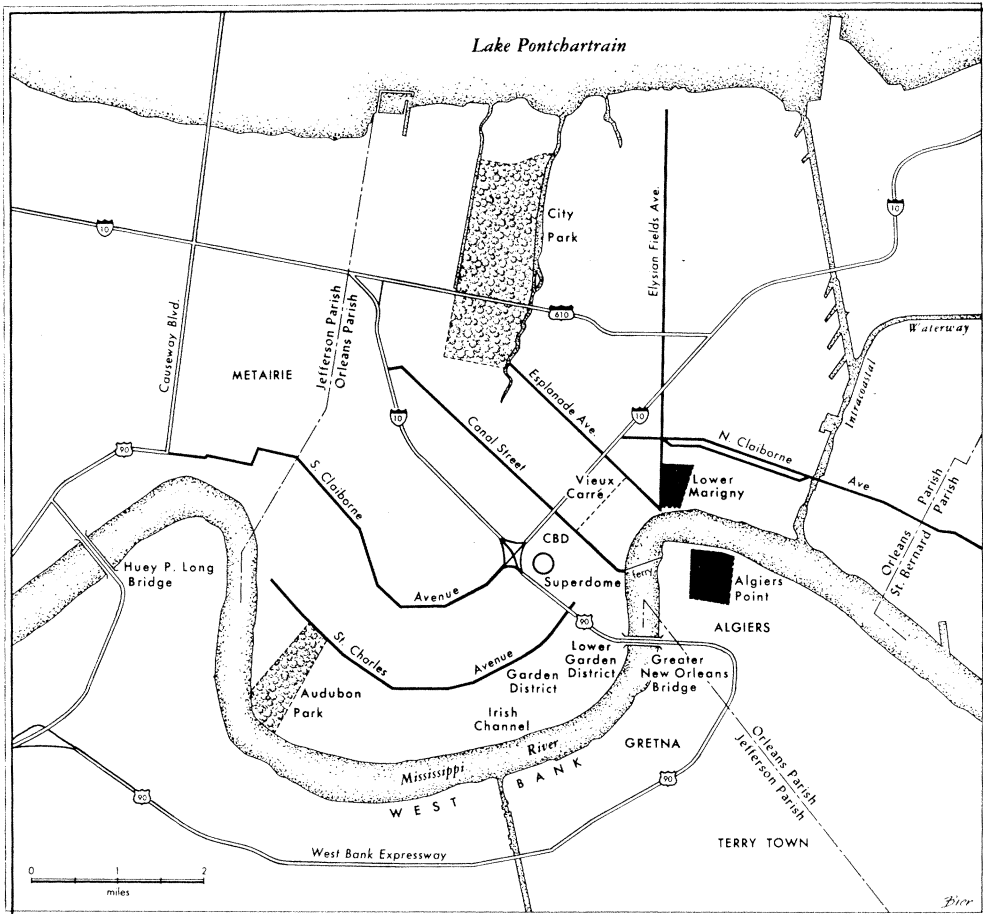 Lake Pontchartrain
City
Park
Elysian Fields Ave.
10
10
610
Causeway Blvd.
Jefferson Parish
Orleans Parish
Waterway
Intracoastal
METAIRIE
Esplanade Ave.
10
10
Canal Street
N. Claiborne
Ave
90
S. Claiborne
Avenue
Vieux
Carré
Lower
Marigny
Orleans Parish
St. Bernard Parish
CBD
Superdome
Huey P. Long
Bridge
ferry
Algiers
Point
ALGIERS
90
St. Charles
Avenue
Lower
Garden
District
Garden
District
Greater
New Orleans
Bridge
Audubon
Park
Irish
Channel
Mississippi River
GRETNA
WEST BANK
Orleans Parish
Jefferson Parish
90
90
West Bank Expressway
TERRY TOWN
0 1 2
miles
Bier